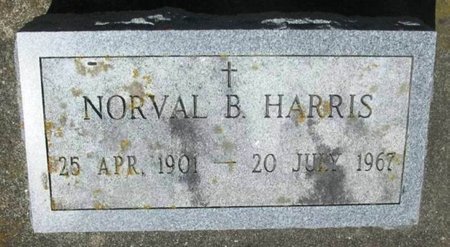 NORVAL B. HARRIS
25 APR. 1901 — 20 JULY 1967